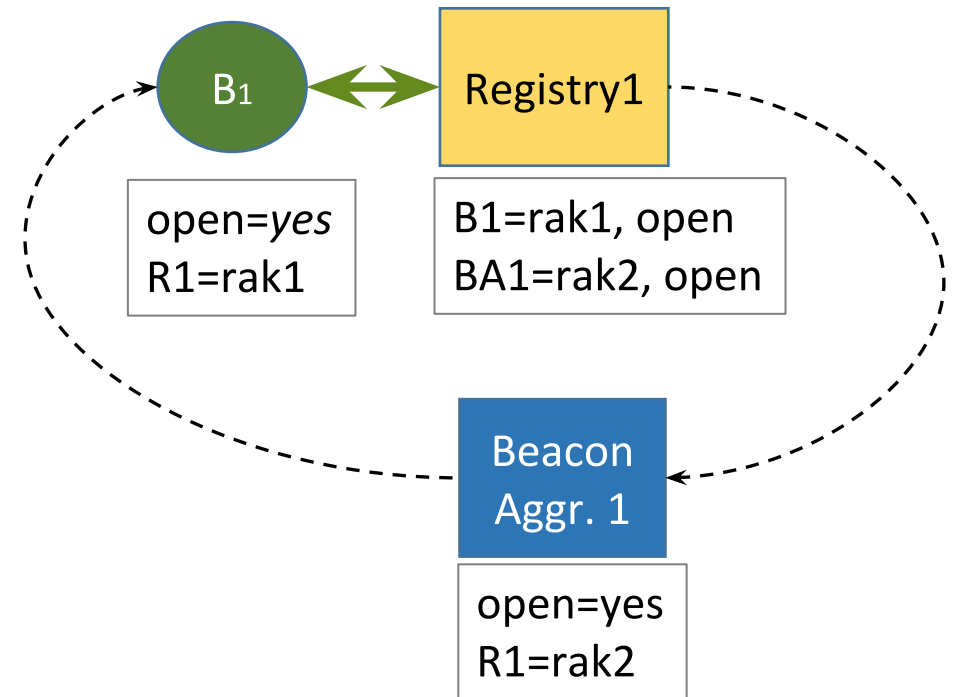 B1
Registry1
open=yes
R1=rak1
B1=rak1, open
BA1=rak2, open
Beacon
Aggr. 1
open=yes
R1=rak2